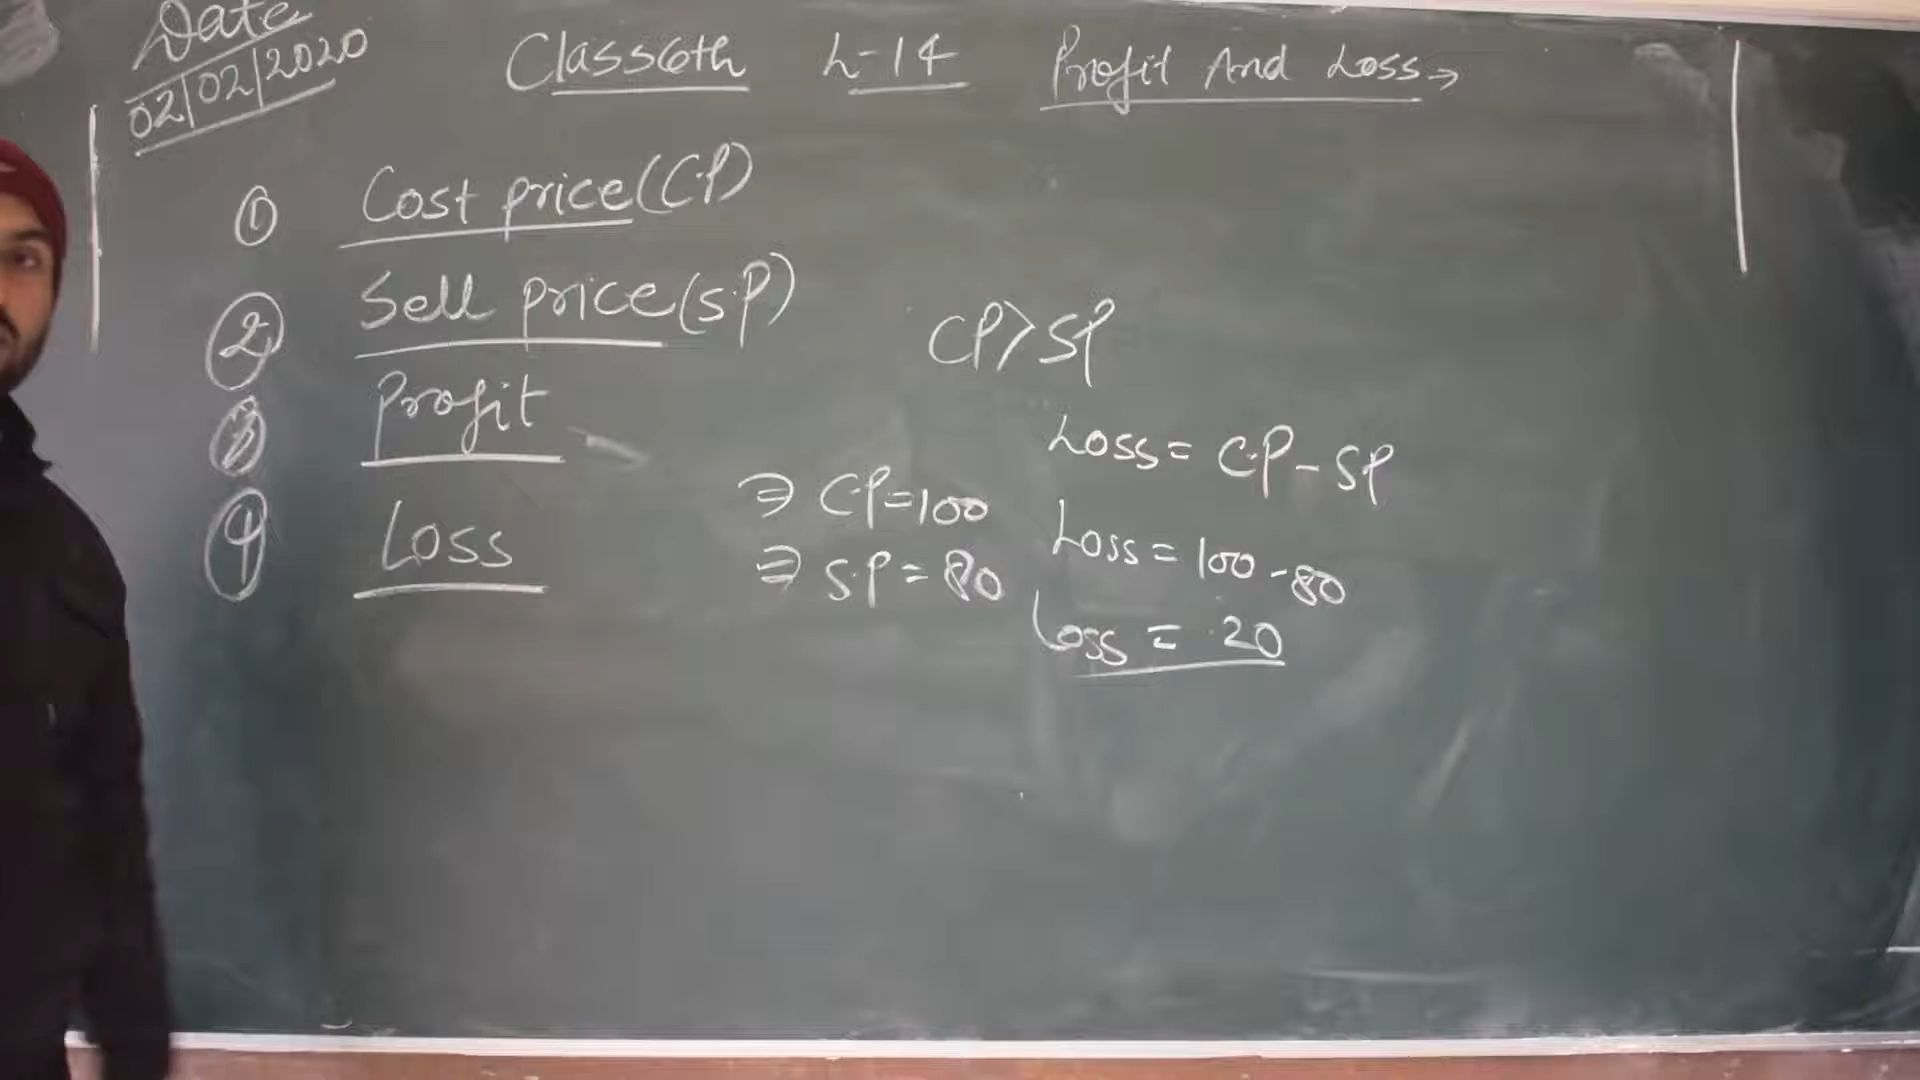 Date
02/02/2020
Class 6th L-14 Profit And Loss→
① Cost price(C.P)
② Sell price(S.P)
③ Profit
④ Loss
CP>SP
Loss = C.P-SP
⇒ C.P=100
⇒ S.P=80
Loss = 100-80
Loss = 20